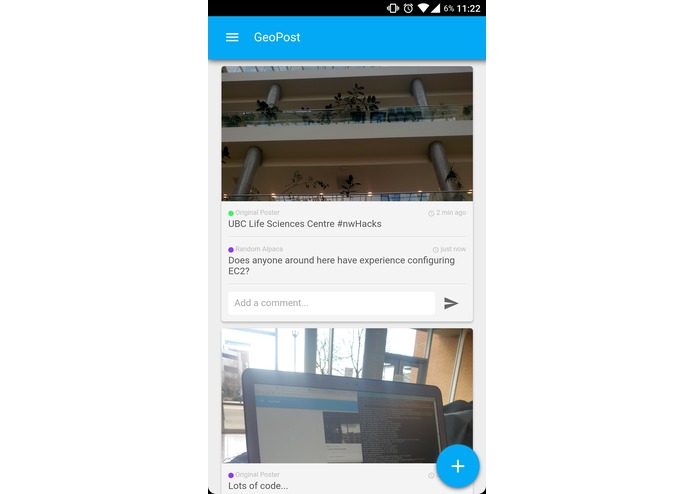 6% 11:22
GeoPost
Original Poster 2 min ago
UBC Life Sciences Centre #nwHacks
Random Alpaca just now
Does anyone around here have experience configuring
EC2?
Add a comment...
Original Poster
Lots of code...